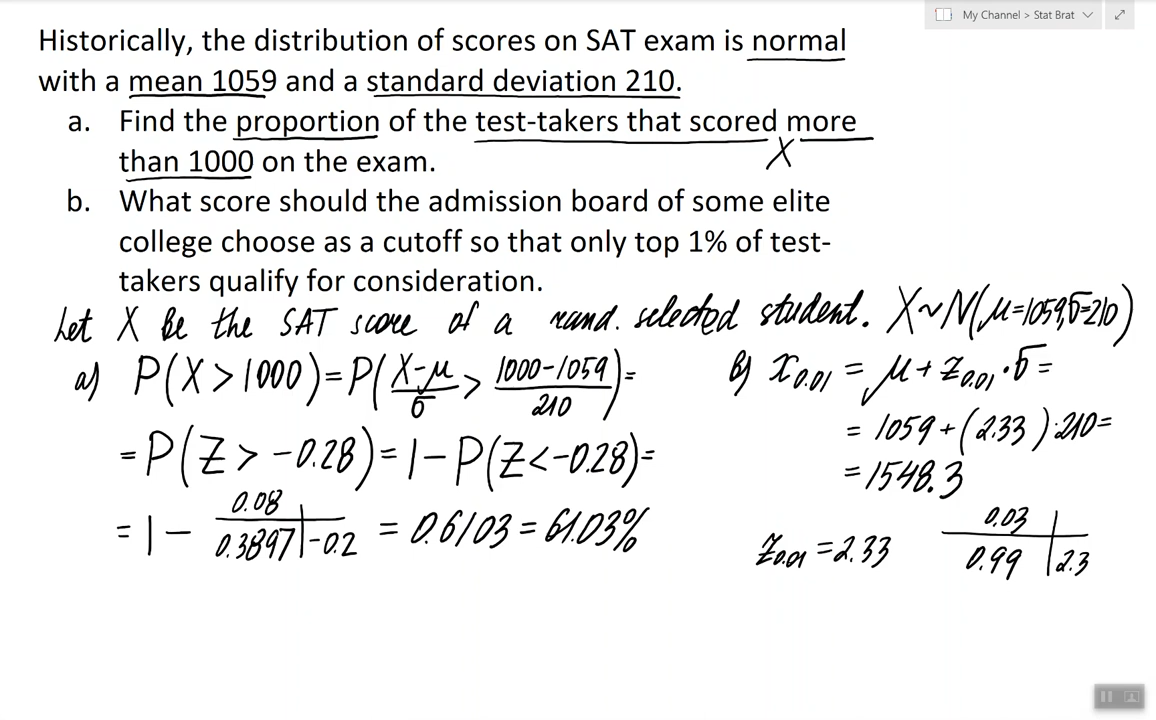 My Channel > Stat Brat
Historically, the distribution of scores on SAT exam is normal
with a mean 1059 and a standard deviation 210.
a. Find the proportion of the test-takers that scored more
X
than 1000 on the exam.
b. What score should the admission board of some elite
college choose as a cutoff so that only top 1% of test-
takers qualify for consideration.
Let X be the SAT score of a rand. selected student. X~N(μ=1059,σ=210)
a) P(X>1000)=P((X-μ)/σ > (1000-1059)/210)=
=P(Z>-0.28)=1-P(Z<-0.28)=
0.08
=1- 0.3897 |-0.2 = 0.6103 = 61.03%
b) x0.01 = μ+z0.01·σ=
= 1059+(2.33)·210=
=1548.3
0.03
z0.01 =2.33 0.99 |2.3